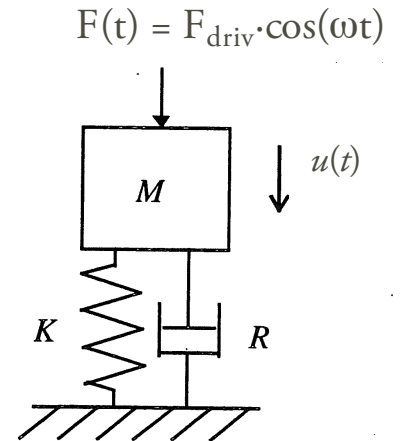 F(t) = F_driv·cos(ωt)
M
u(t)
K
R